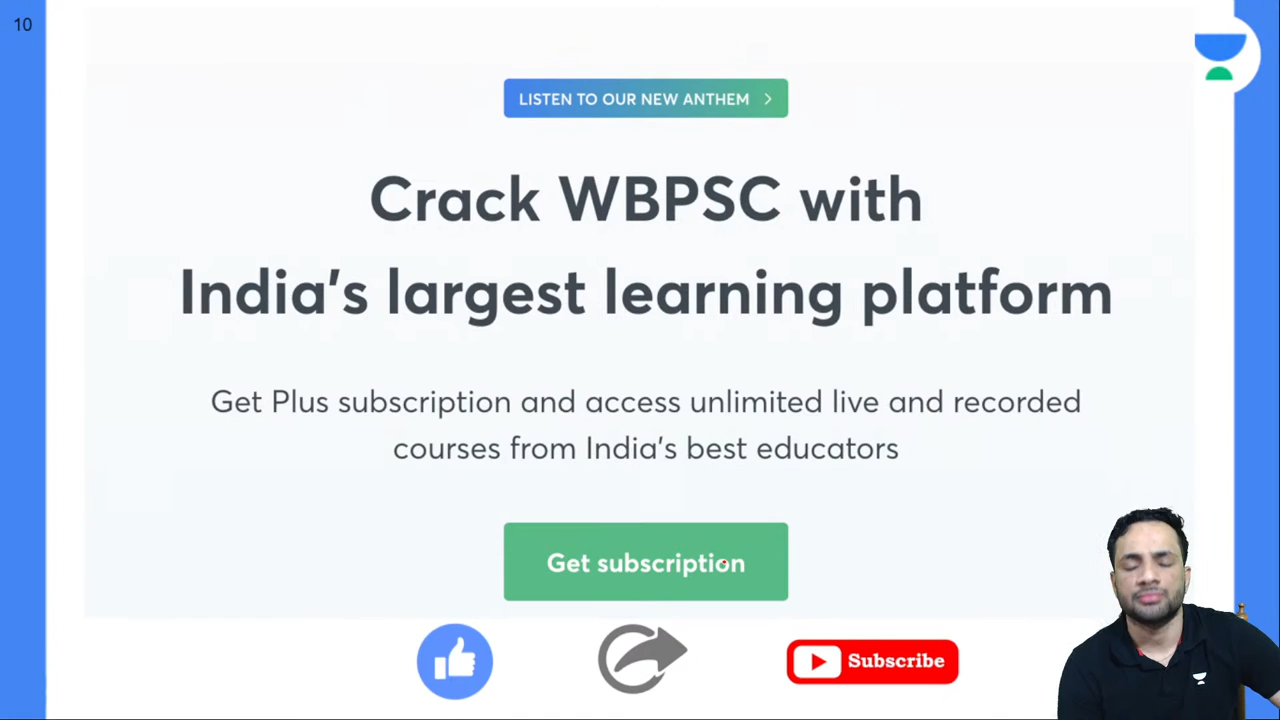 10
LISTEN TO OUR NEW ANTHEM
Crack WBPSC with
India's largest learning platform
Get Plus subscription and access unlimited live and recorded
courses from India's best educators
Get subscription
Subscribe